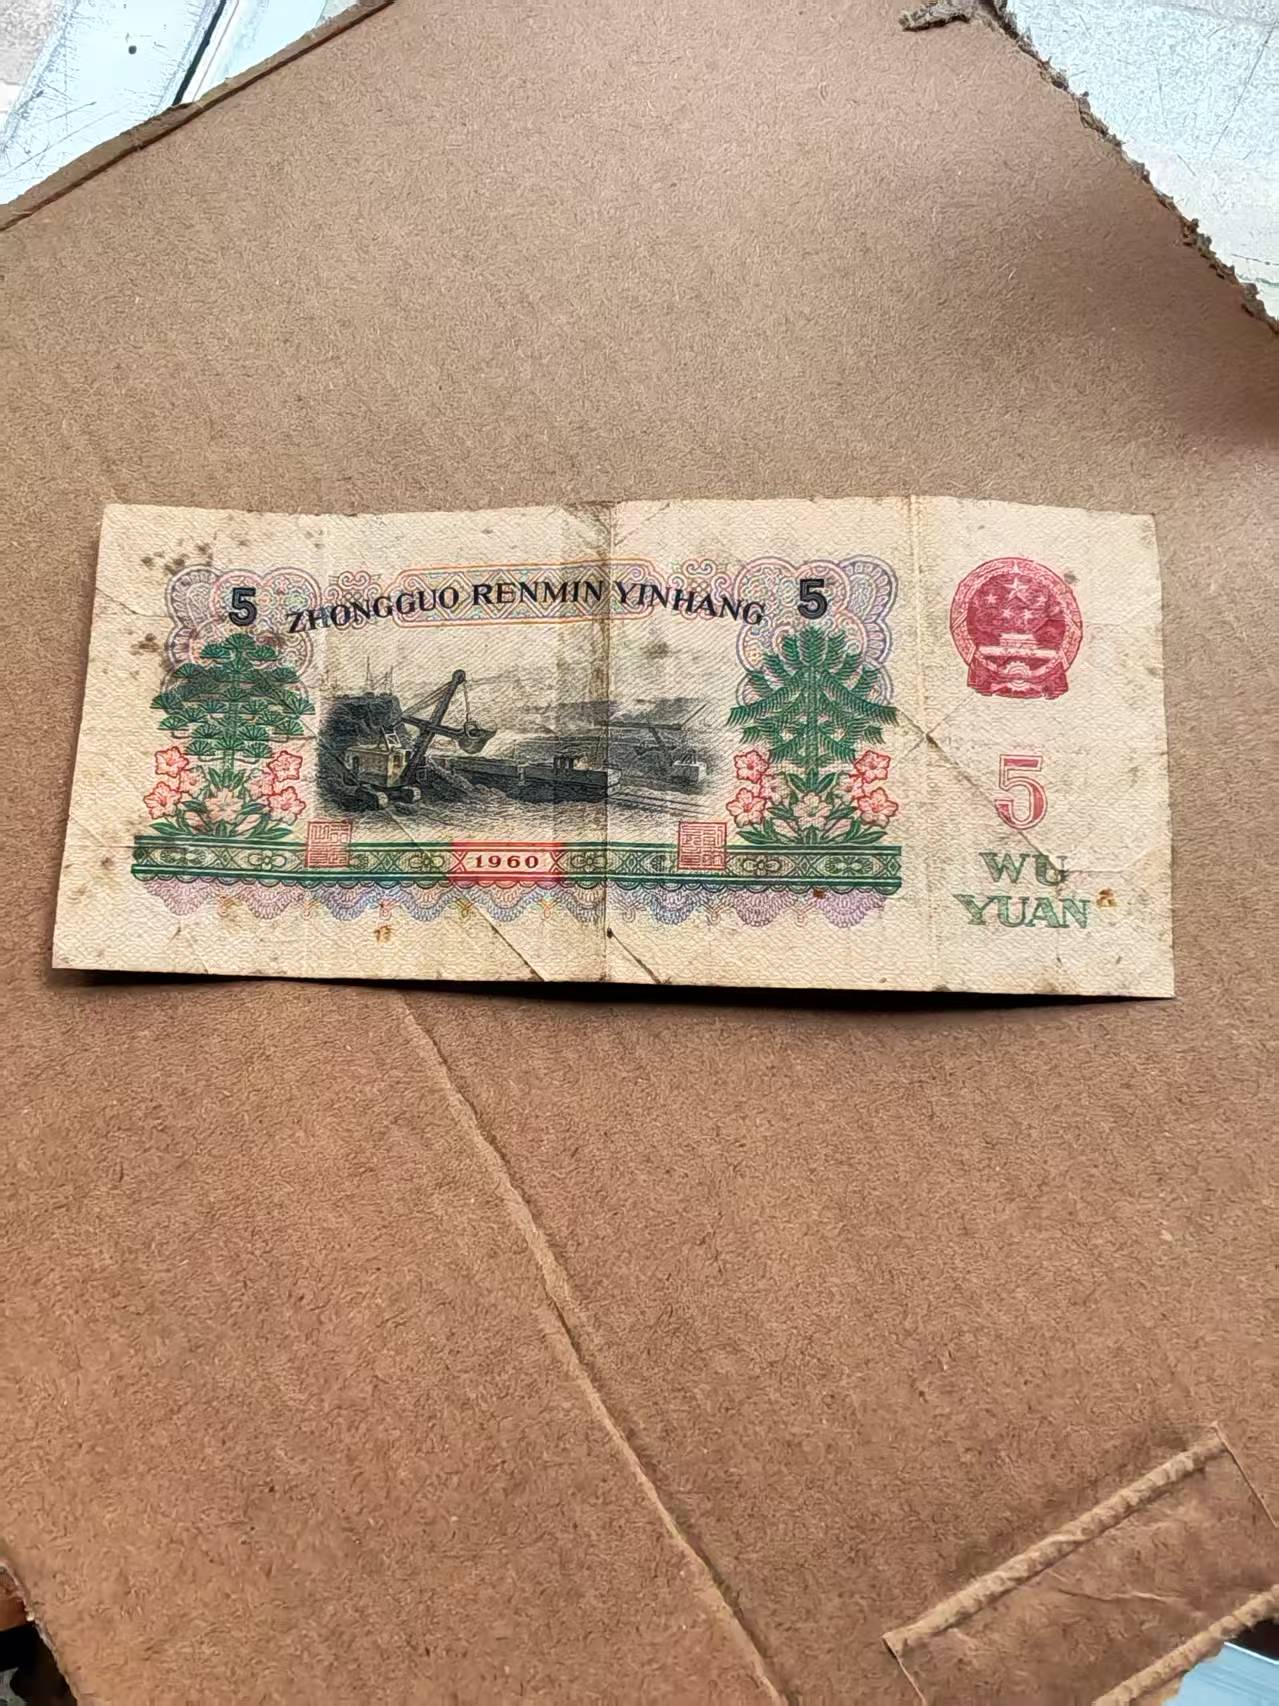 5 ZHONGGUO RENMIN YINHANG 5
1960
5
WU
YUAN